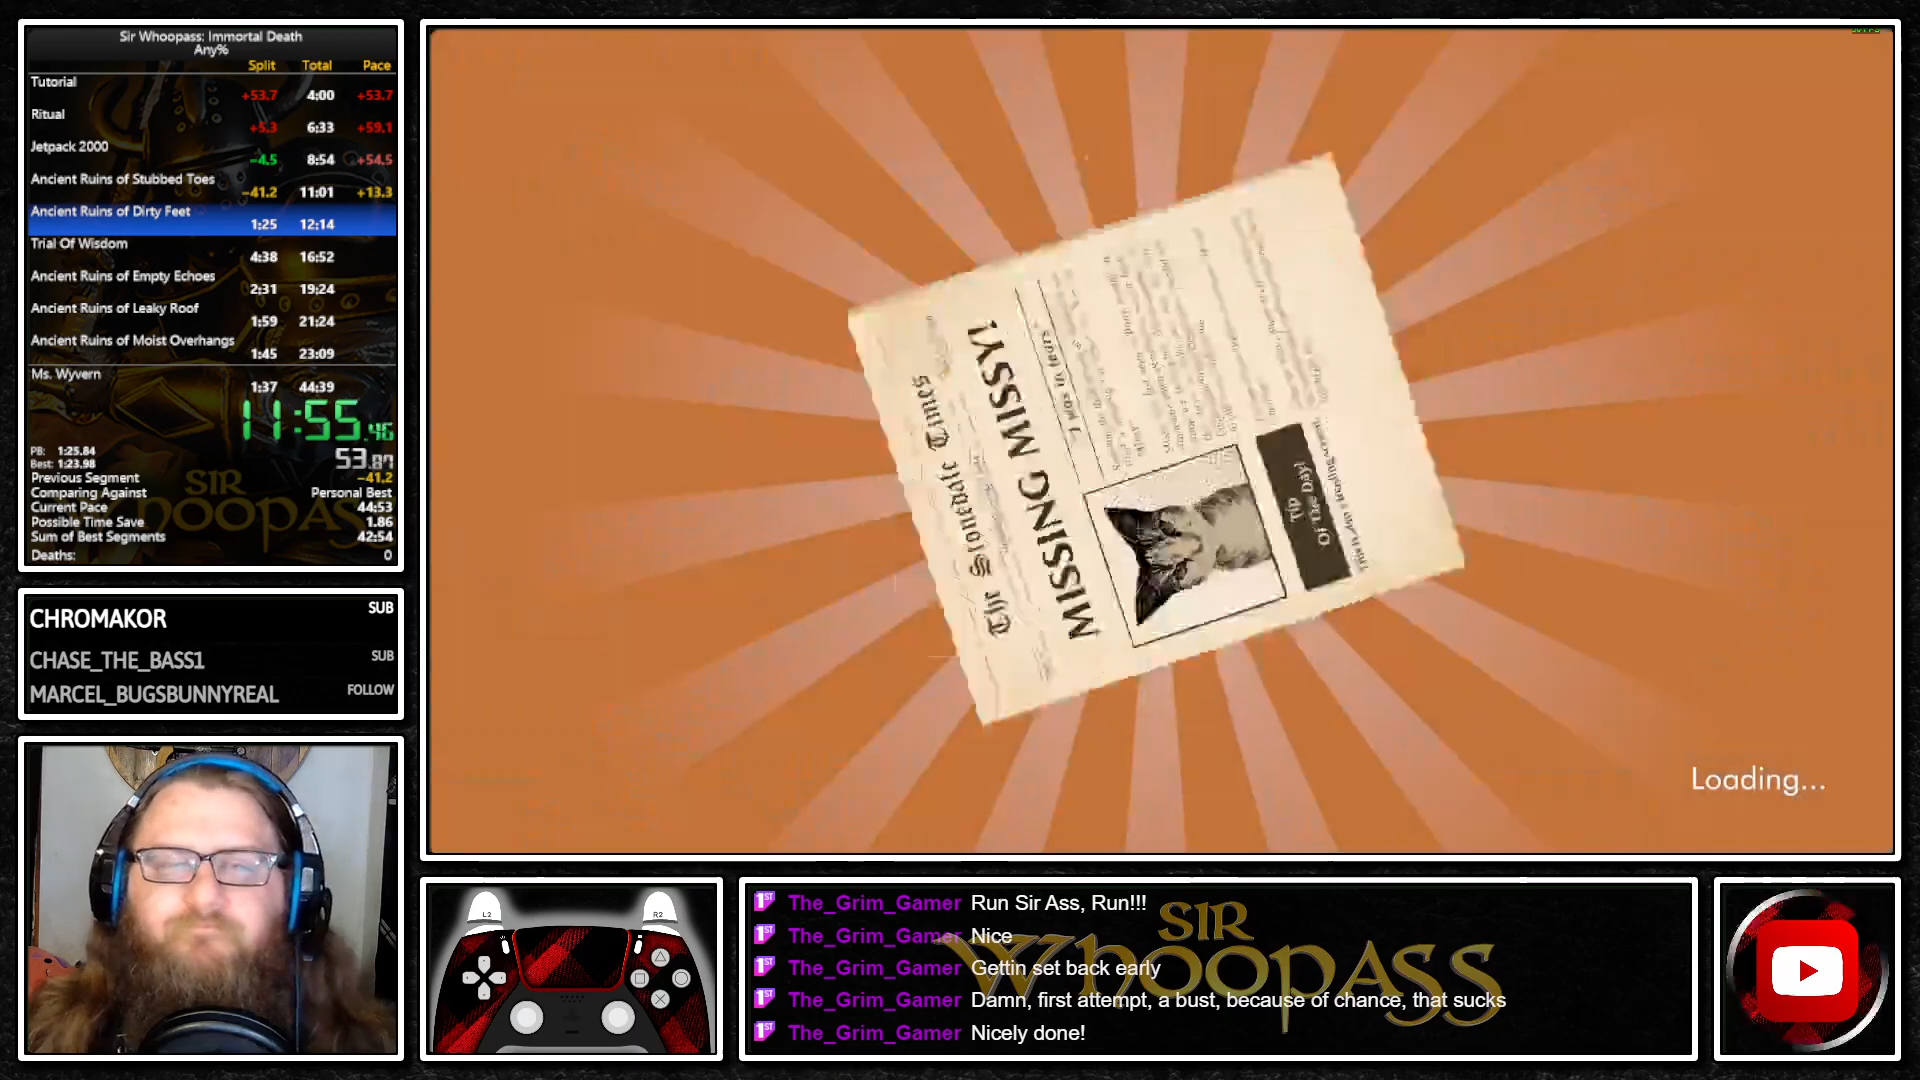 Sir Whoopass: Immortal Death
Any%
Split Total Pace
Tutorial
+53.7 4:00 +53.7
Ritual
+5.3 6:33 +59.1
Jetpack 2000
-4.5 8:54 +54.5
Ancient Ruins of Stubbed Toes
-41.2 11:01 +13.3
Ancient Ruins of Dirty Feet
1:25 12:14
Trial Of Wisdom
4:38 16:52
Ancient Ruins of Empty Echoes
2:31 19:24
Ancient Ruins of Leaky Roof
1:59 21:24
Ancient Ruins of Moist Overhangs
1:45 23:09
Ms. Wyvern
1:37 44:39
11:55.46
PB: 1:25.84
Best: 1:23.98
53.87
Previous Segment -41.2
Comparing Against Personal Best
Current Pace 44:53
Possible Time Save 1.86
Sum of Best Segments 42:54
Deaths: 0
SIR
WHOOPASS
CHROMAKOR SUB
CHASE_THE_BASS1 SUB
MARCEL_BUGSBUNNYREAL FOLLOW
The Stonegate Times
MISSING MISSY!
Tip
Of The Day!
Loading...
L2 R2
1ST The_Grim_Gamer Run Sir Ass, Run!!!
1ST The_Grim_Gamer Nice
1ST The_Grim_Gamer Gettin set back early
1ST The_Grim_Gamer Damn, first attempt, a bust, because of chance, that sucks
1ST The_Grim_Gamer Nicely done!
SIR
WHOOPASS